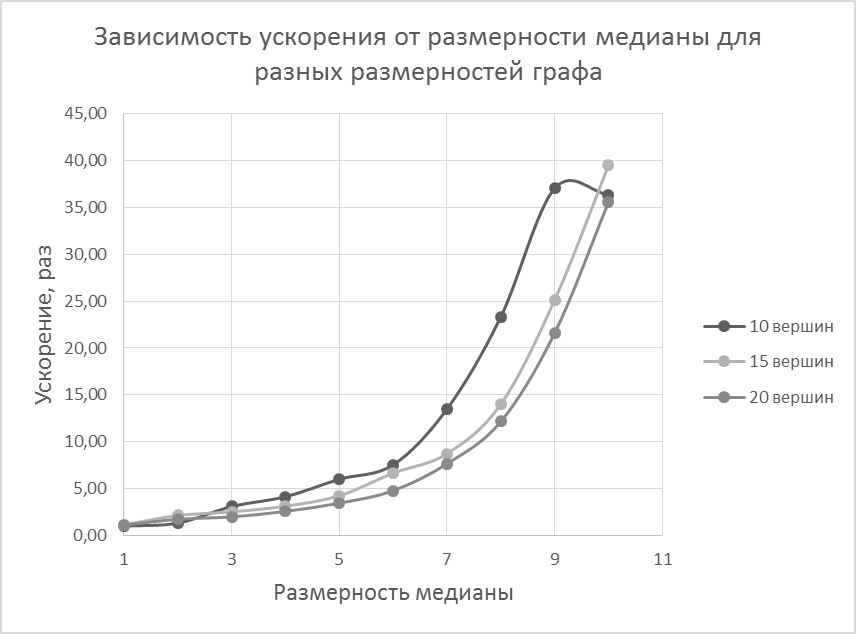 Зависимость ускорения от размерности медианы для
разных размерностей графа
45,00
40,00
35,00
30,00
25,00
20,00
15,00
10,00
5,00
0,00
Ускорение, раз
1 3 5 7 9 11
Размерность медианы
10 вершин
15 вершин
20 вершин